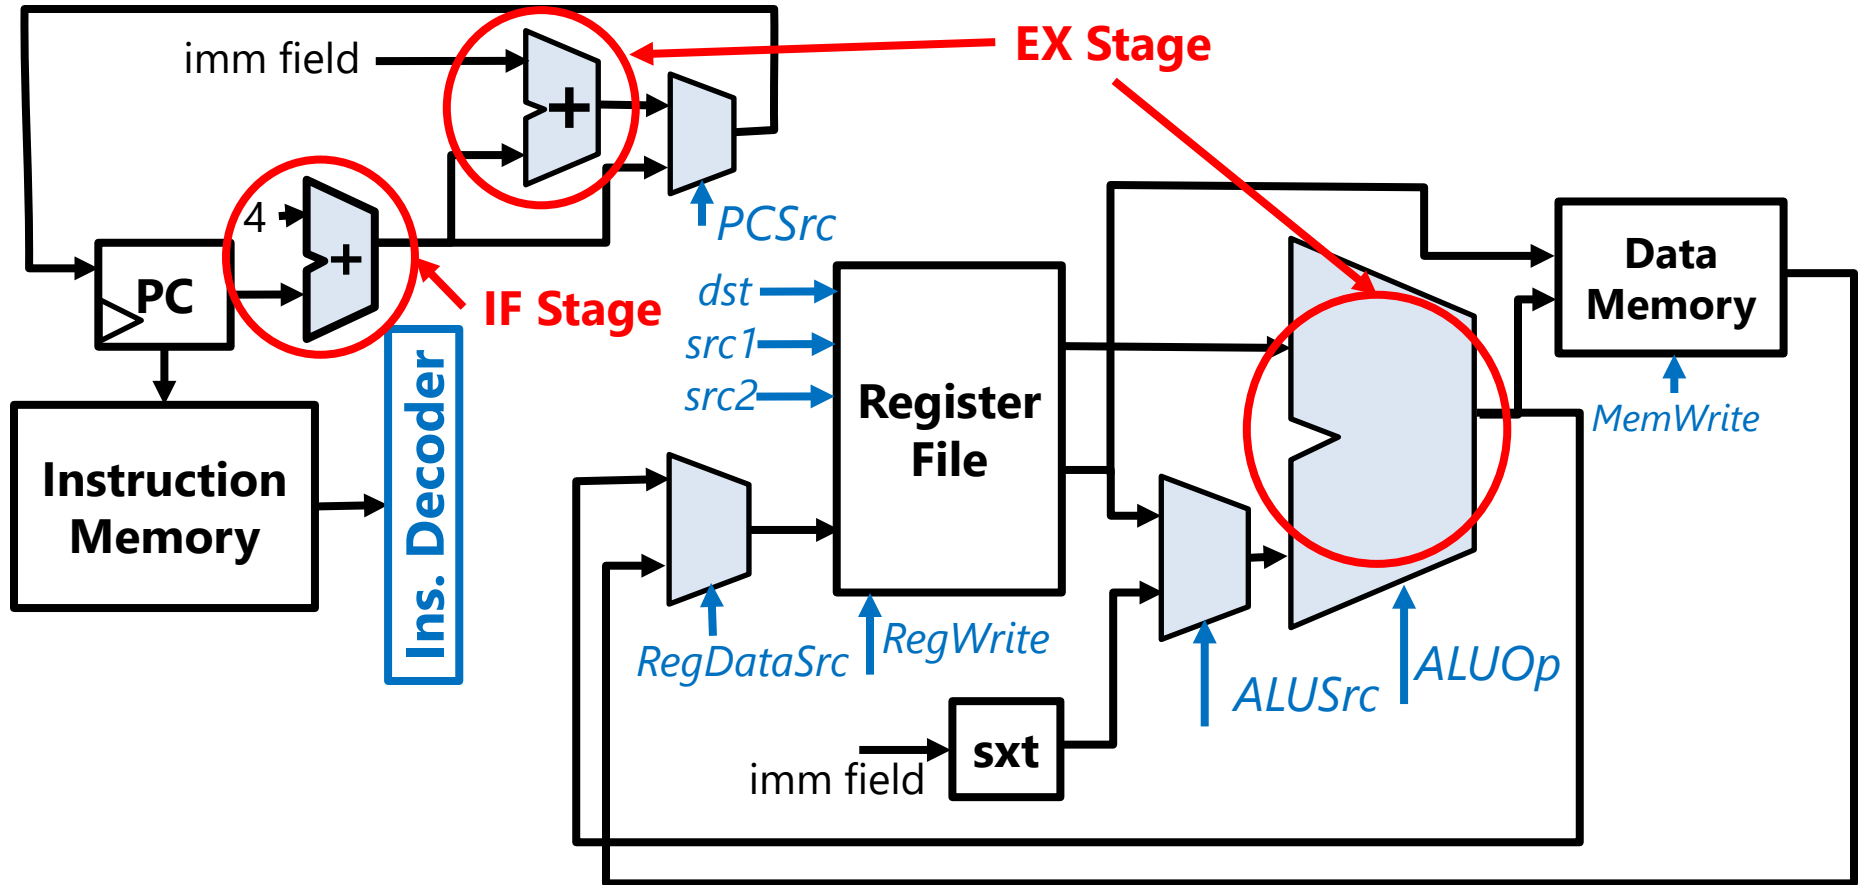 imm field
EX Stage
+
PCSrc
4
+
PC
IF Stage
dst
src1
src2
Register
File
Data
Memory
MemWrite
Instruction
Memory
Ins. Decoder
RegDataSrc
RegWrite
ALUSrc
ALUOp
sxt
imm field